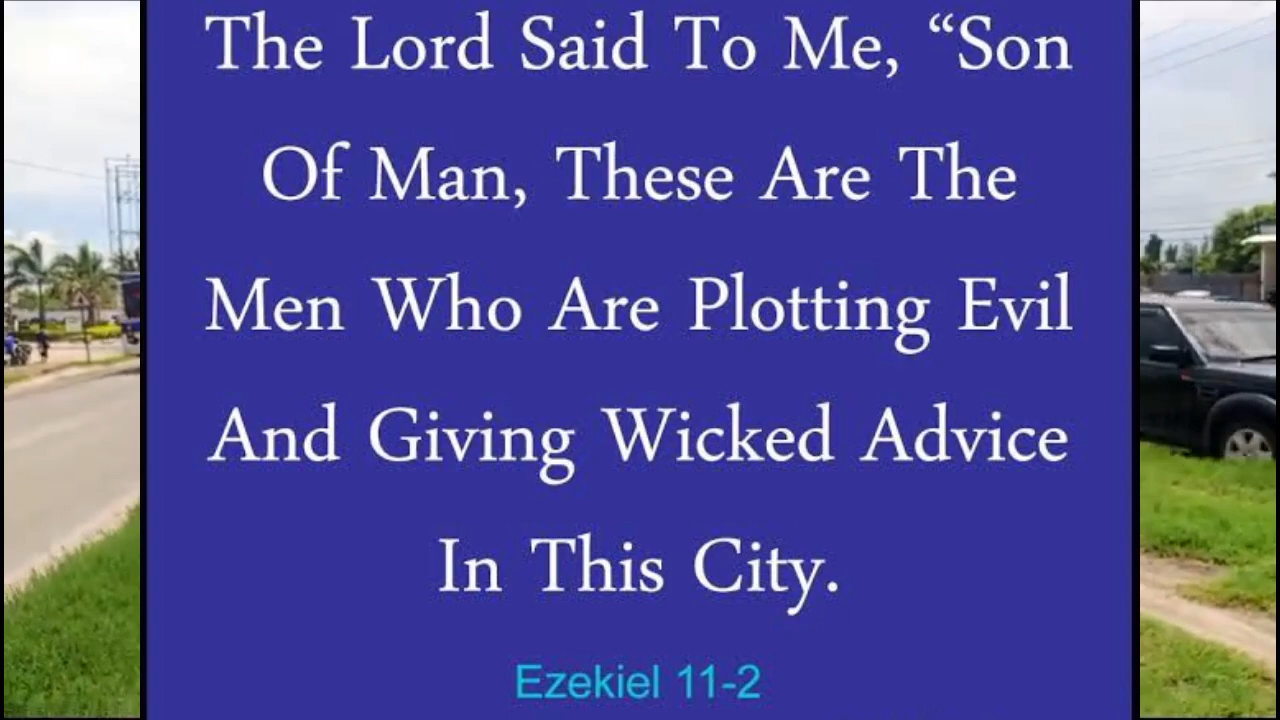 The Lord Said To Me, “Son
Of Man, These Are The
Men Who Are Plotting Evil
And Giving Wicked Advice
In This City.
Ezekiel 11-2